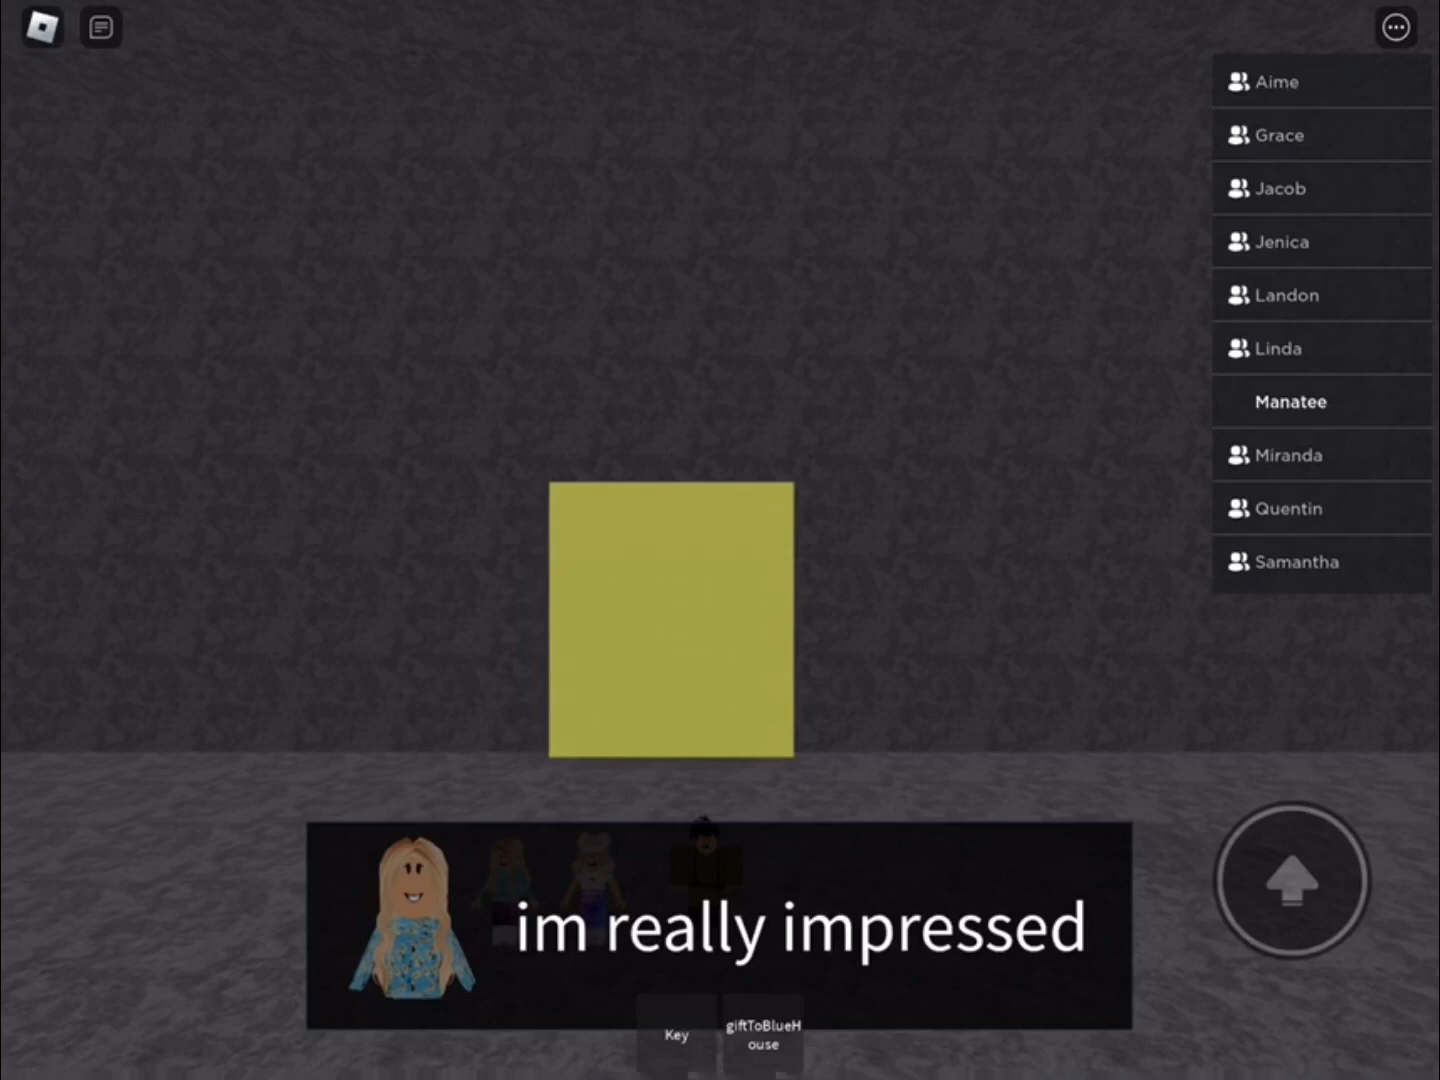 Aime
Grace
Jacob
Jenica
Landon
Linda
Manatee
Miranda
Quentin
Samantha
im really impressed
Key
giftToBlueH
ouse